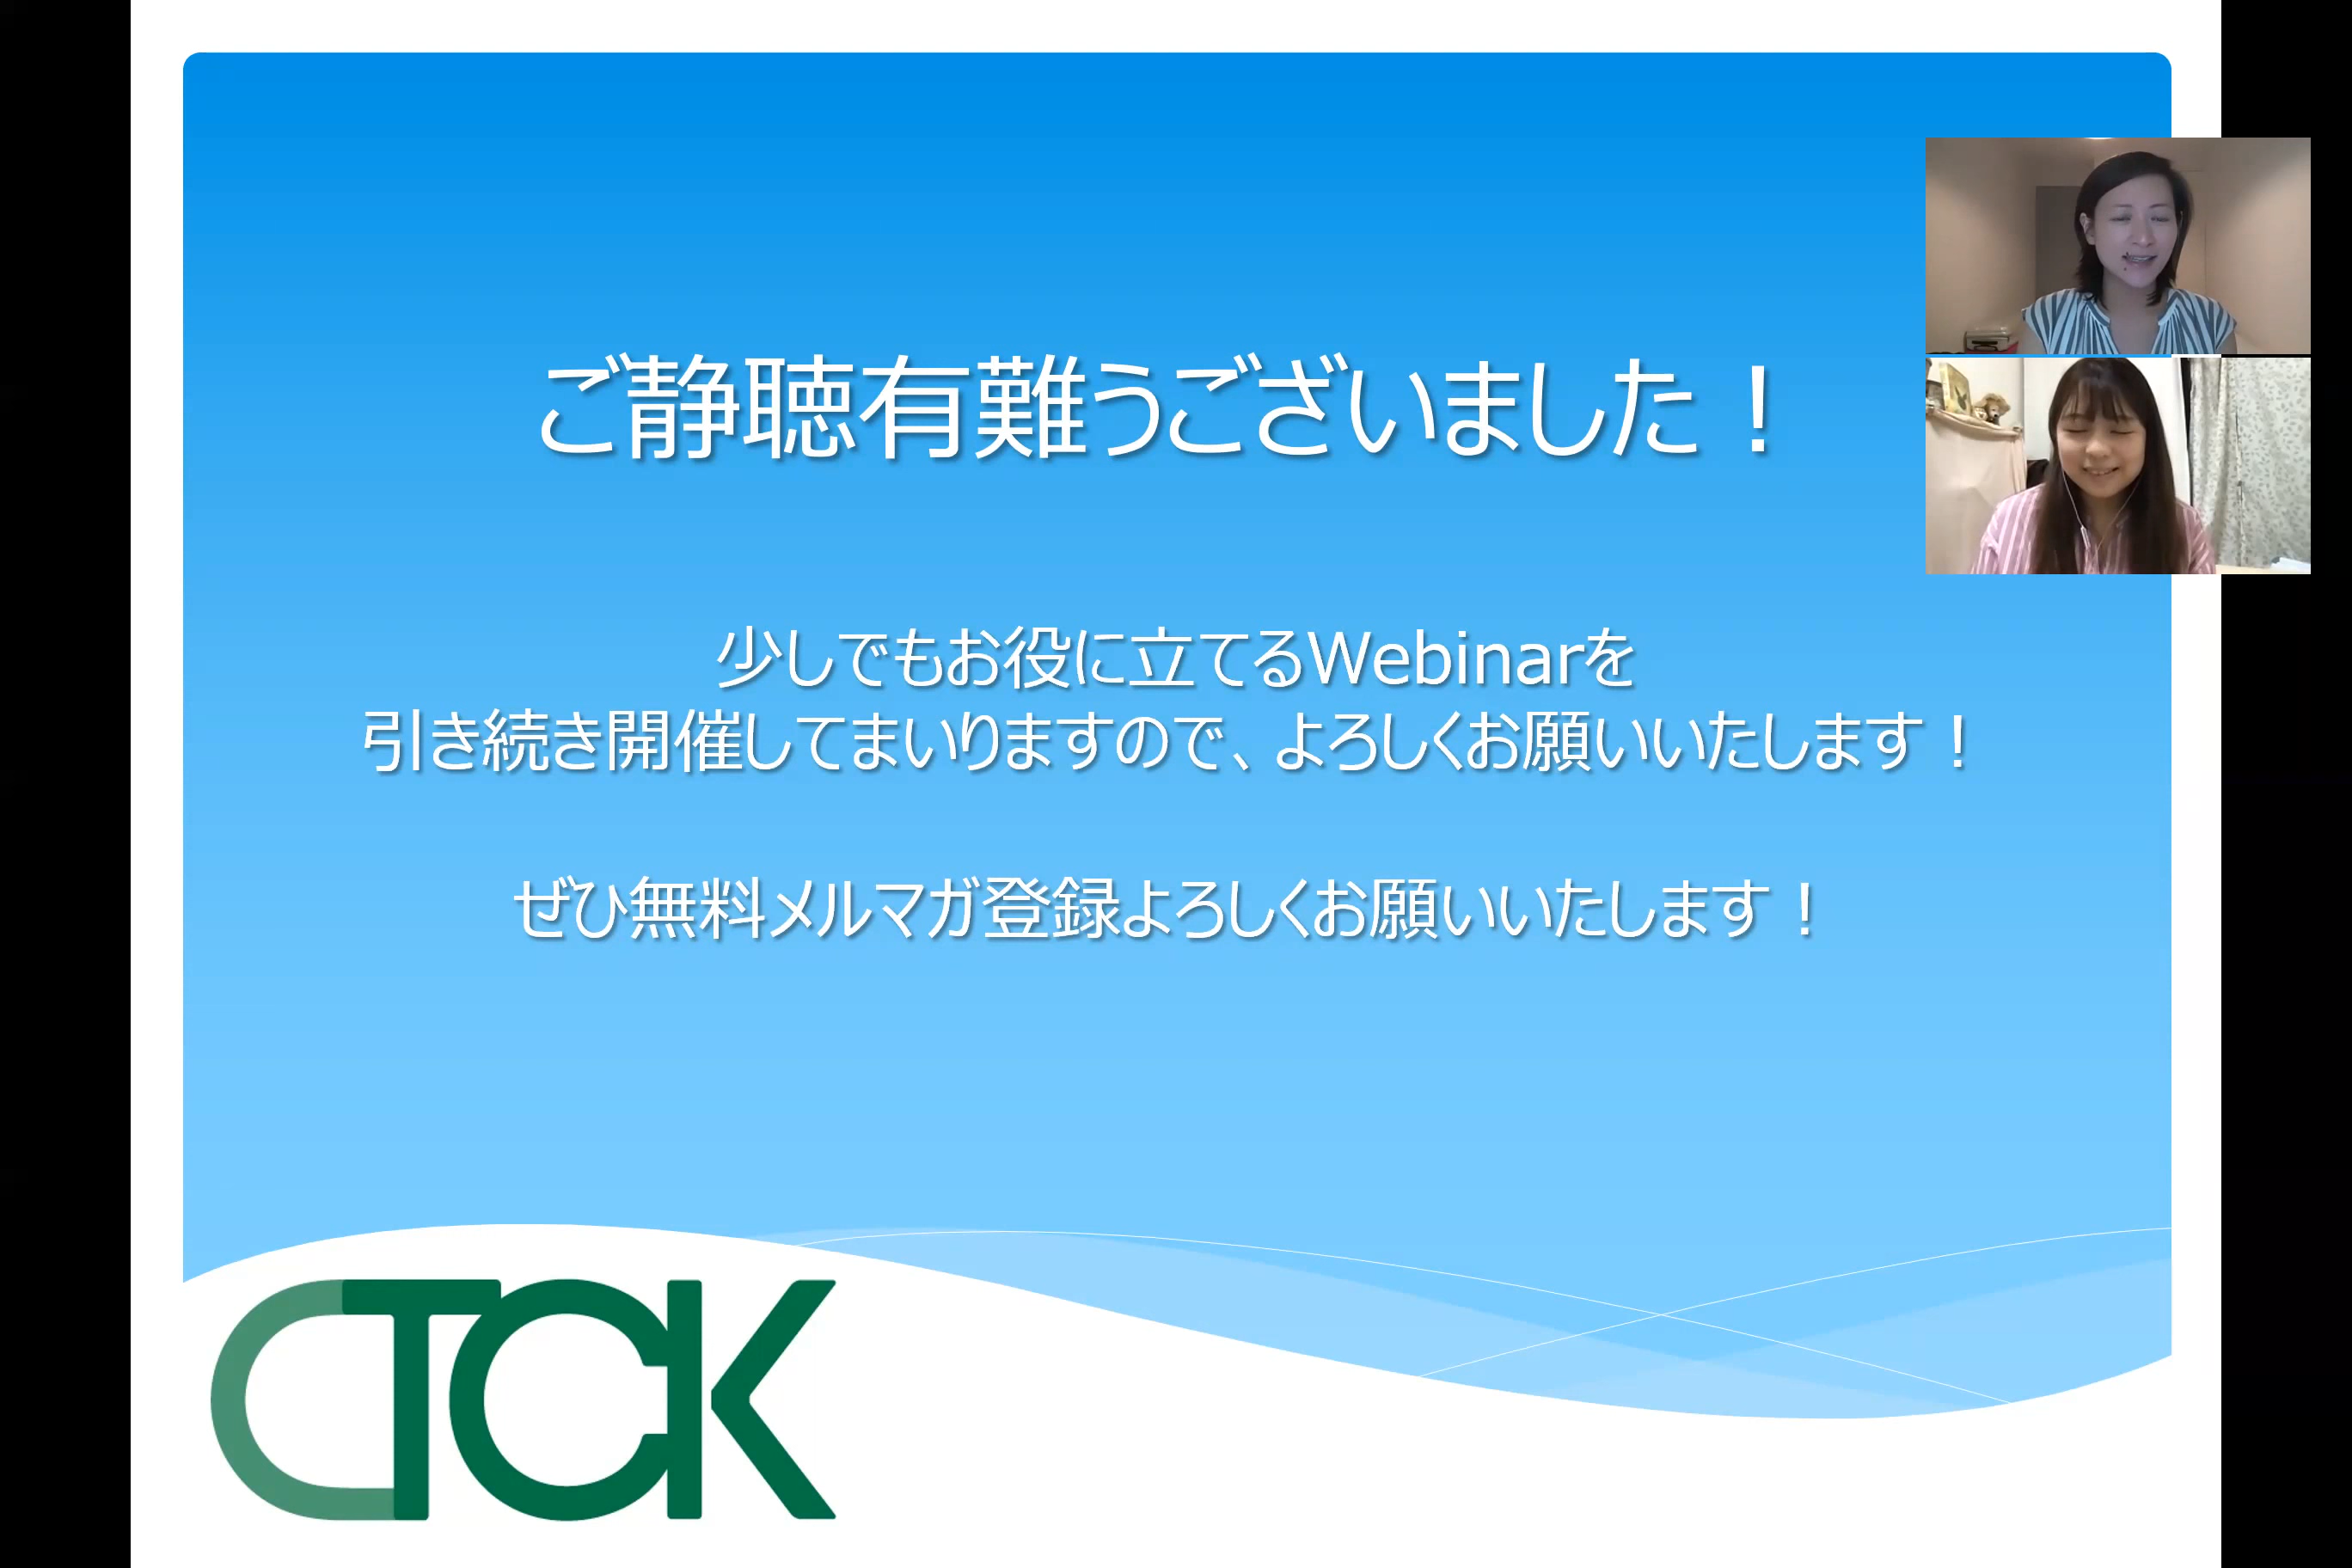 ご静聴有難うございました！
少しでもお役に立てるWebinarを
引き続き開催してまいりますので、よろしくお願いいたします！
ぜひ無料メルマガ登録よろしくお願いいたします！
CTCK